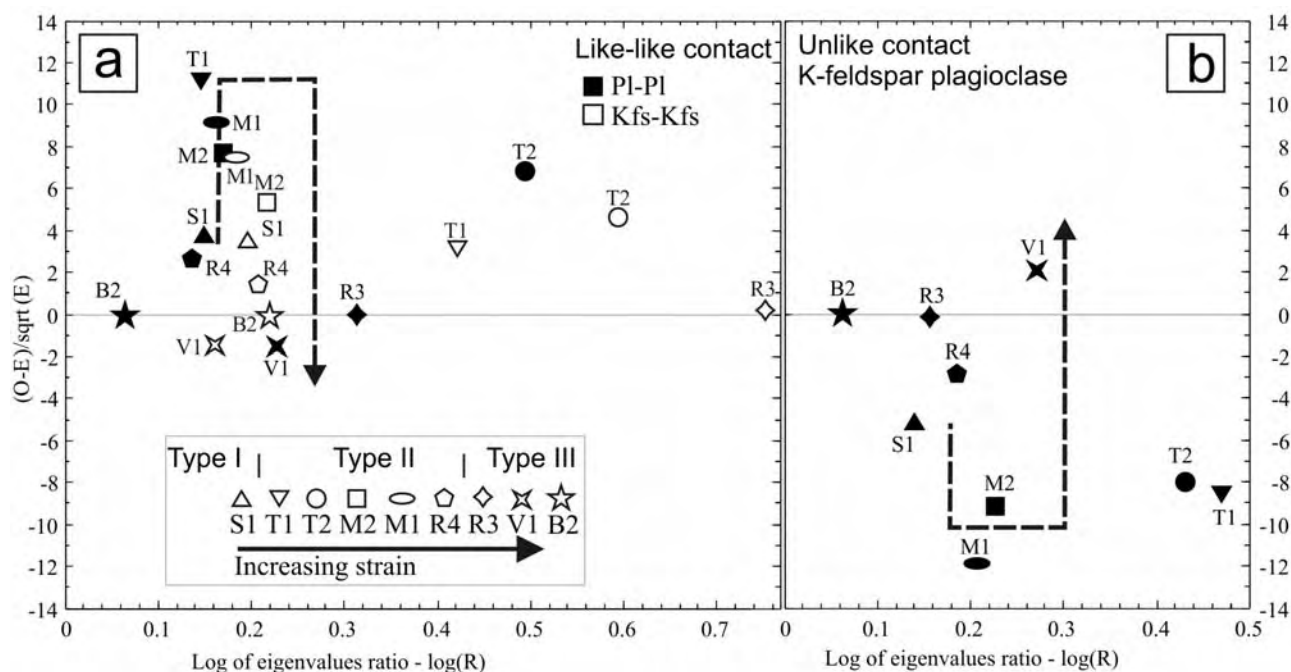 a
Like-like contact
Pl-Pl
Kfs-Kfs
Unlike contact
K-feldspar plagioclase
b
(O-E)/sqrt(E)
14
12
10
8
6
4
2
0
-2
-4
-6
-8
-10
-12
-14
T1
M1
M2
M1
M2
S1
S1
R4
R4
B2
B2
R3
V1
V1
T2
T2
T1
R3
Type I | Type II | Type III
S1 T1 T2 M2 M1 R4 R3 V1 B2
Increasing strain
0 0.1 0.2 0.3 0.4 0.5 0.6 0.7
Log of eigenvalues ratio - log(R)
V1
B2
R3
R4
S1
M2
M1
T2
T1
14
12
10
8
6
4
2
0
-2
-4
-6
-8
-10
-12
-14
0 0.1 0.2 0.3 0.4 0.5
Log of eigenvalues ratio - log(R)